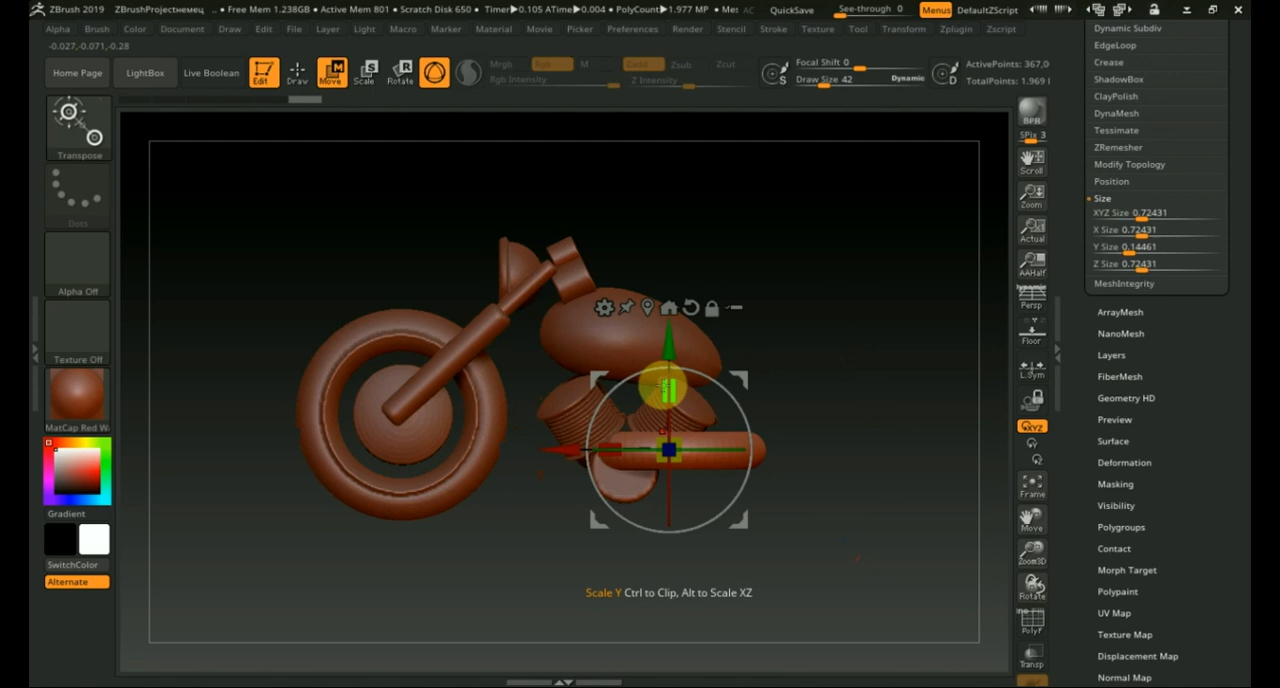 ZBrush 2019 ZBrushProjectнемец .. • Free Mem 1.238GB • Active Mem 801 • Scratch Disk 650 • Timer▶0.105 ATime▶0.004 • PolyCount▶1.977 MP • Me: AC QuickSave See-through 0 Menus DefaultZScript
Alpha Brush Color Document Draw Edit File Layer Light Macro Marker Material Movie Picker Preferences Render Stencil Stroke Texture Tool Transform Zplugin Zscript
-0.027,-0.071,-0.28
Home Page LightBox Live Boolean Edit Draw Move Scale Rotate
Mrgb Rgb M Zadd Zsub Zcut
Rgb Intensity Z Intensity
S Focal Shift 0
Draw Size 42 Dynamic
D ActivePoints: 367,0
TotalPoints: 1.969 I
Transpose
Dots
Alpha Off
Texture Off
MatCap Red Wa
Gradient
SwitchColor
Alternate
Scale Y Ctrl to Clip, Alt to Scale XZ
BPR
SPix 3
Scroll
Zoom
Actual
AAHalf
Dynamic
Persp
Floor
L.Sym
XYZ
Frame
Move
Zoom3D
Rotate
PolyF
Transp
Dynamic Subdiv
EdgeLoop
Crease
ShadowBox
ClayPolish
DynaMesh
Tessimate
ZRemesher
Modify Topology
Position
Size
XYZ Size 0.72431
X Size 0.72431
Y Size 0.14461
Z Size 0.72431
MeshIntegrity
ArrayMesh
NanoMesh
Layers
FiberMesh
Geometry HD
Preview
Surface
Deformation
Masking
Visibility
Polygroups
Contact
Morph Target
Polypaint
UV Map
Texture Map
Displacement Map
Normal Map